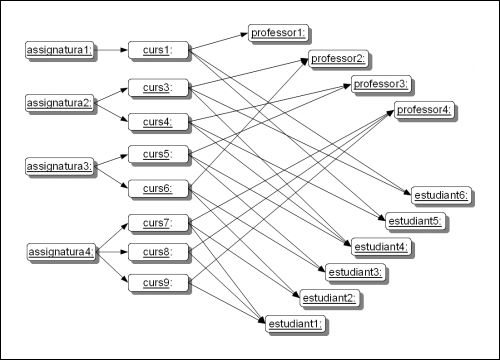 professor1:
assignatura1:
curs1:
professor2:
curs3:
professor3:
assignatura2:
professor4:
curs4:
curs5:
assignatura3:
curs6:
estudiant6:
curs7:
estudiant5:
assignatura4:
curs8:
estudiant4:
estudiant3:
curs9:
estudiant2:
estudiant1: